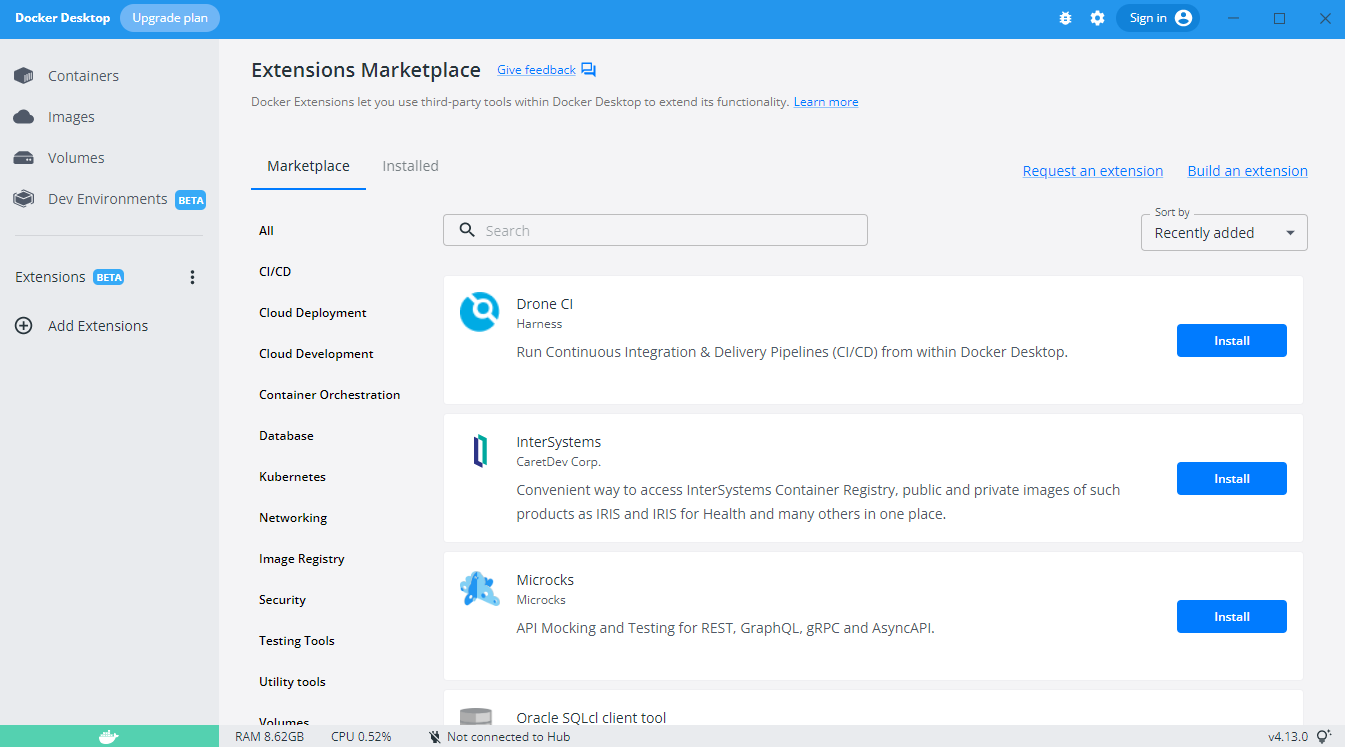 Docker Desktop Upgrade plan Sign in
Containers
Images
Volumes
Dev Environments BETA
Extensions BETA
Add Extensions
Extensions Marketplace Give feedback
Docker Extensions let you use third-party tools within Docker Desktop to extend its functionality. Learn more
Marketplace Installed
Request an extension Build an extension
All
CI/CD
Cloud Deployment
Cloud Development
Container Orchestration
Database
Kubernetes
Networking
Image Registry
Security
Testing Tools
Utility tools
Volumes
Search
Sort by
Recently added
Drone CI
Harness
Run Continuous Integration & Delivery Pipelines (CI/CD) from within Docker Desktop.
Install
InterSystems
CaretDev Corp.
Convenient way to access InterSystems Container Registry, public and private images of such
products as IRIS and IRIS for Health and many others in one place.
Install
Microcks
Microcks
API Mocking and Testing for REST, GraphQL, gRPC and AsyncAPI.
Install
Oracle SQLcl client tool
RAM 8.62GB CPU 0.52% Not connected to Hub v4.13.0